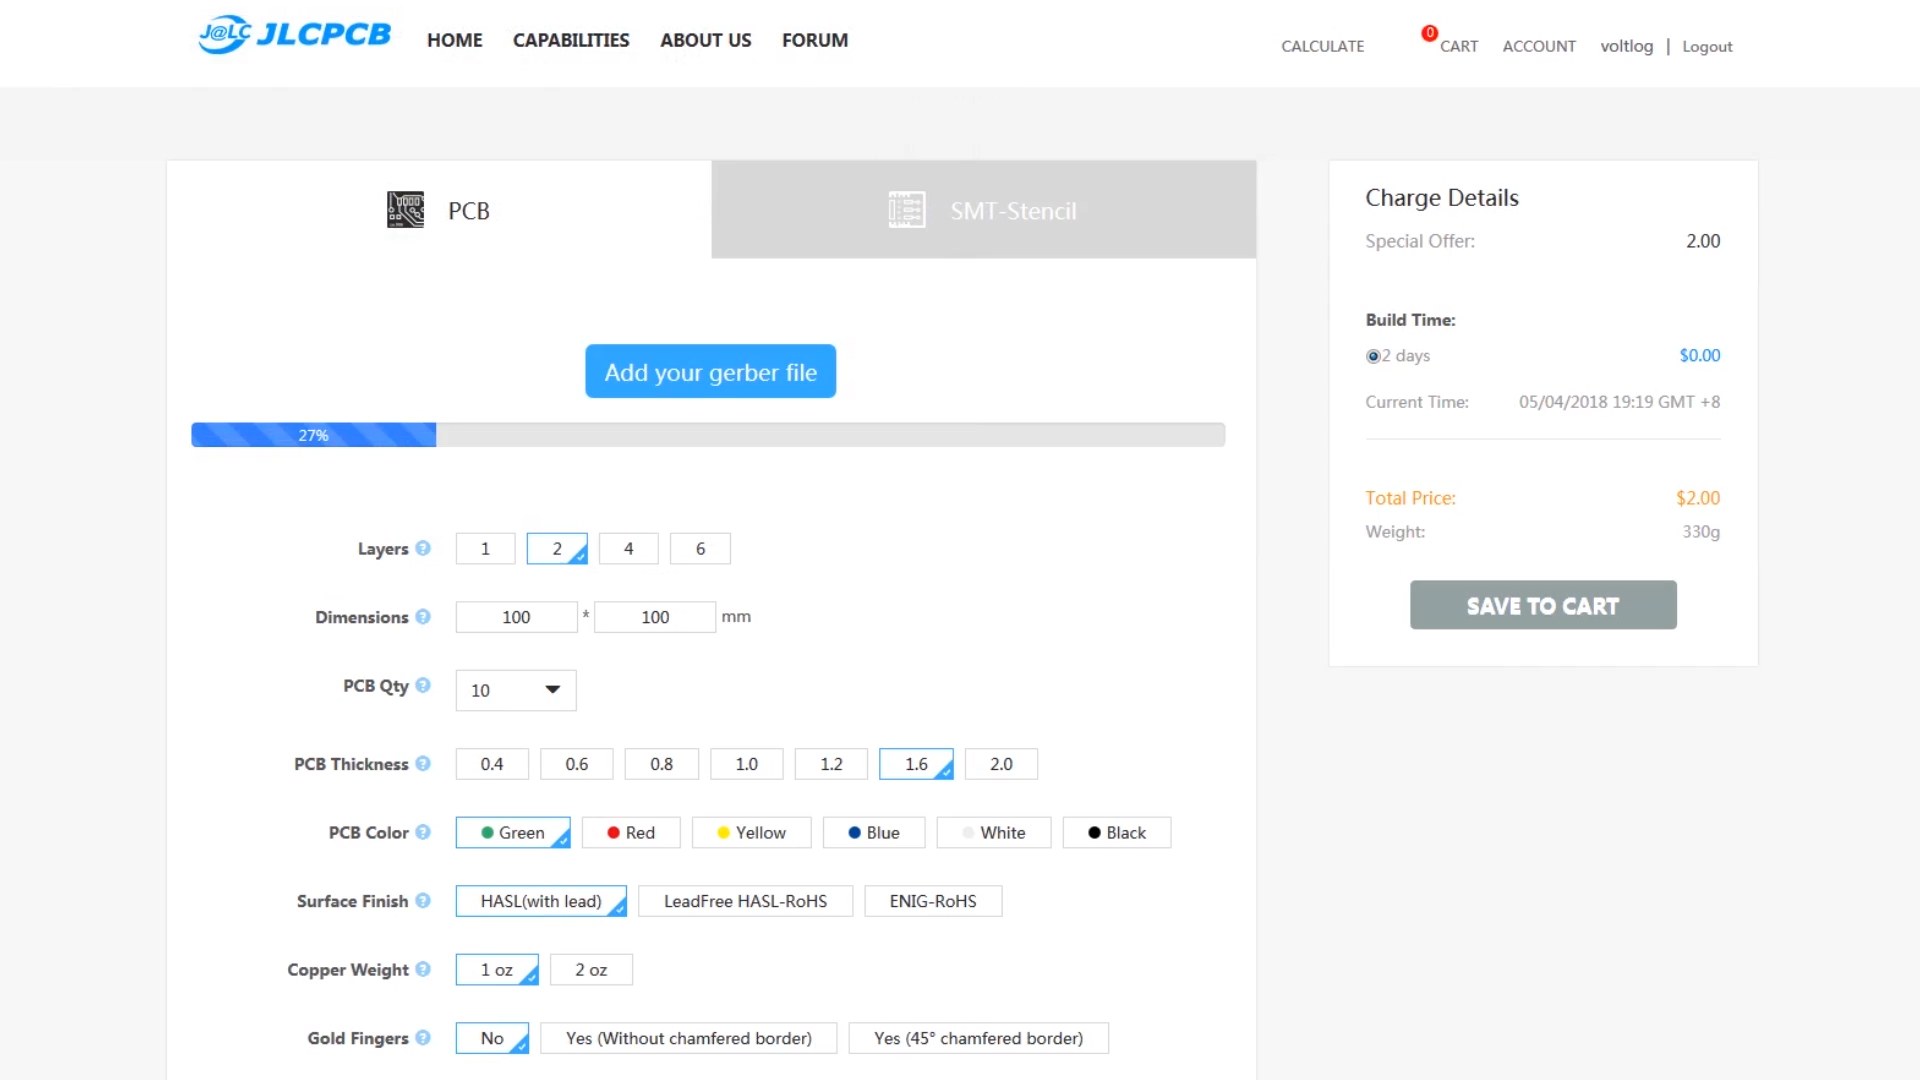 J@LC JLCPCB HOME CAPABILITIES ABOUT US FORUM CALCULATE 0 CART ACCOUNT voltlog | Logout
PCB SMT-Stencil
Add your gerber file
27%
Layers ? 1 2 4 6
Dimensions ? 100 * 100 mm
PCB Qty ? 10
PCB Thickness ? 0.4 0.6 0.8 1.0 1.2 1.6 2.0
PCB Color ? Green Red Yellow Blue White Black
Surface Finish ? HASL(with lead) LeadFree HASL-RoHS ENIG-RoHS
Copper Weight ? 1 oz 2 oz
Gold Fingers ? No Yes (Without chamfered border) Yes (45° chamfered border)
Charge Details
Special Offer: 2.00
Build Time:
2 days $0.00
Current Time: 05/04/2018 19:19 GMT +8
Total Price: $2.00
Weight: 330g
SAVE TO CART